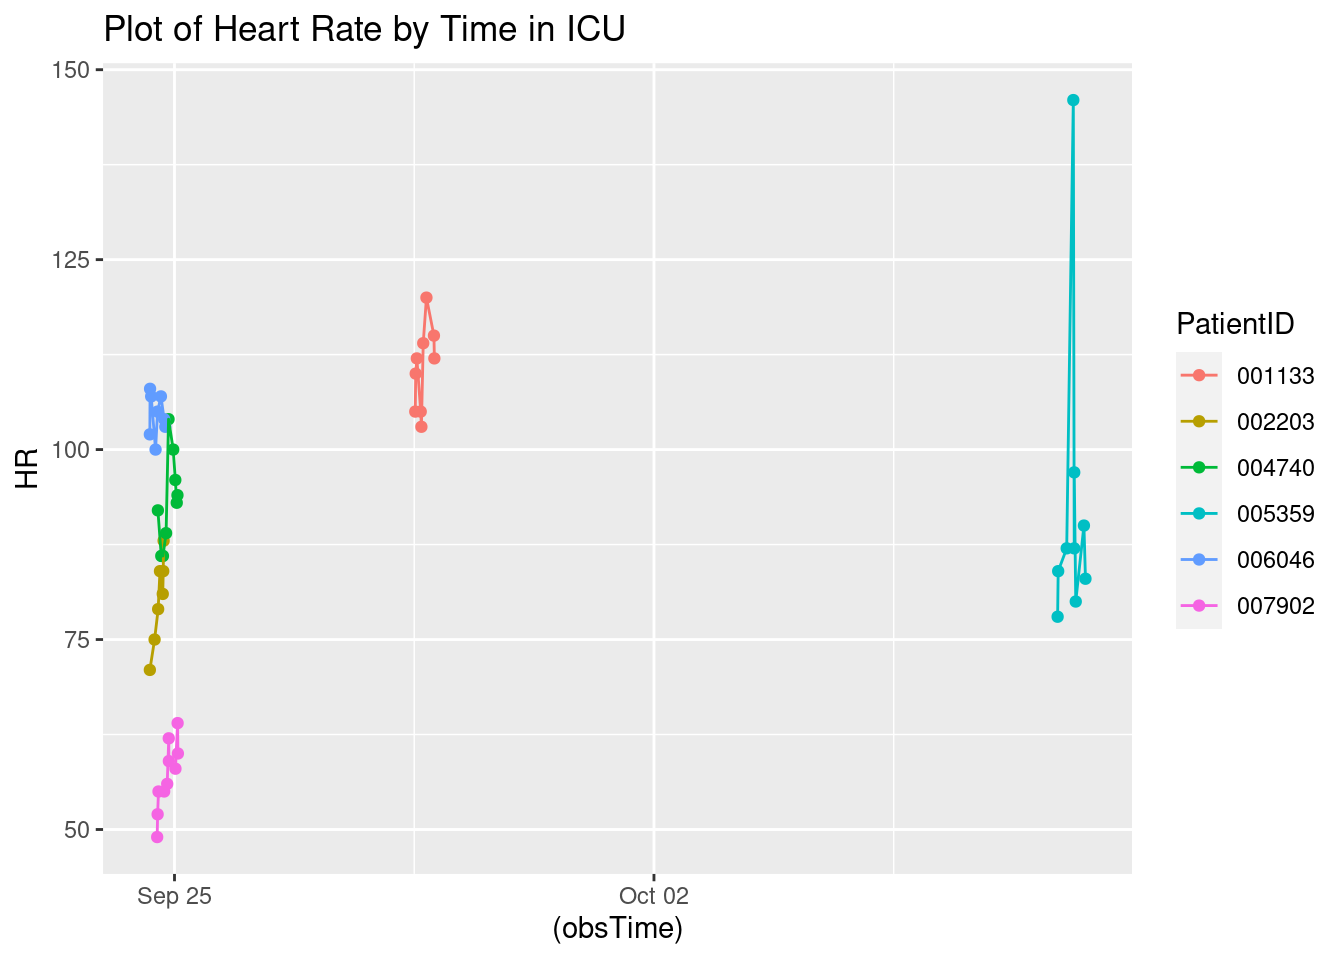 Plot of Heart Rate by Time in ICU
150
125
100
75
50
HR
Sep 25
Oct 02
(obsTime)
PatientID
001133
002203
004740
005359
006046
007902